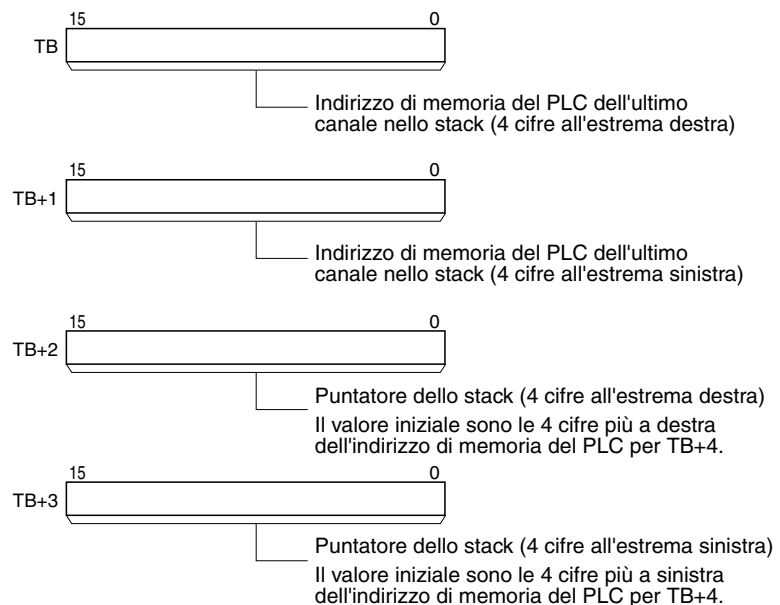 15 0
TB
Indirizzo di memoria del PLC dell'ultimo
canale nello stack (4 cifre all'estrema destra)
15 0
TB+1
Indirizzo di memoria del PLC dell'ultimo
canale nello stack (4 cifre all'estrema sinistra)
15 0
TB+2
Puntatore dello stack (4 cifre all'estrema destra)
Il valore iniziale sono le 4 cifre più a destra
dell'indirizzo di memoria del PLC per TB+4.
15 0
TB+3
Puntatore dello stack (4 cifre all'estrema sinistra)
Il valore iniziale sono le 4 cifre più a sinistra
dell'indirizzo di memoria del PLC per TB+4.